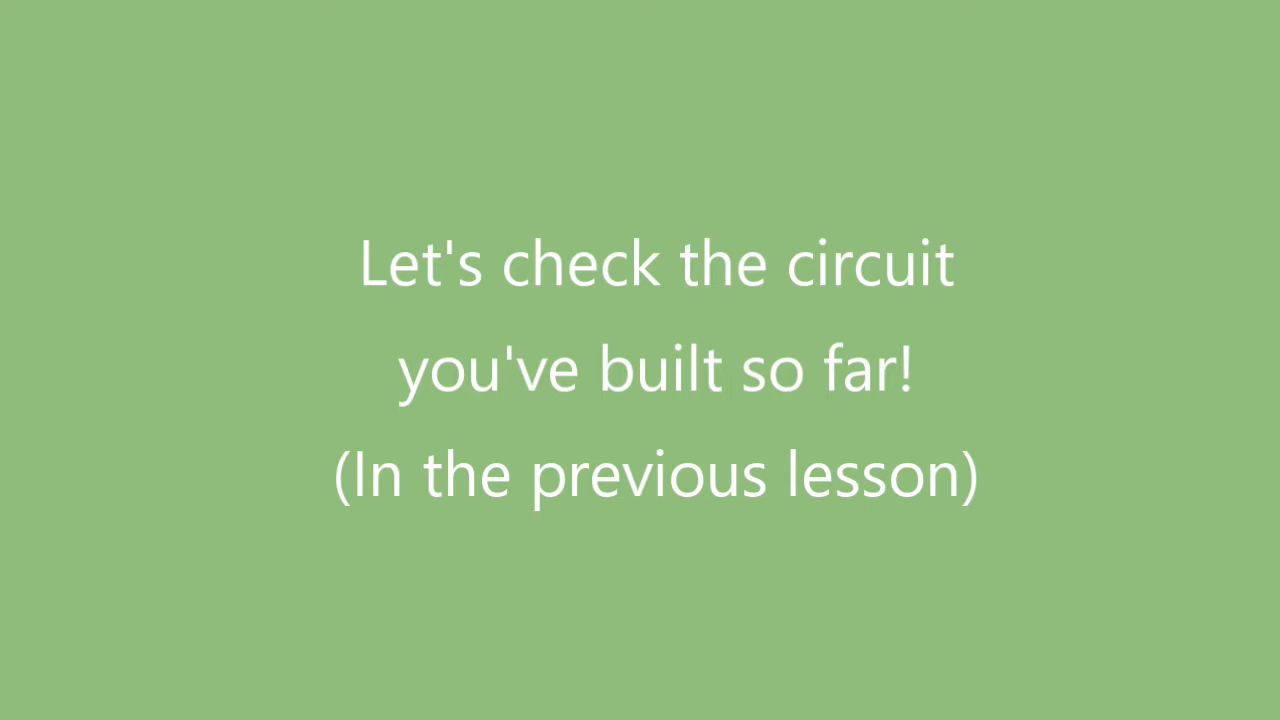 Let's check the circuit
you've built so far!
(In the previous lesson)